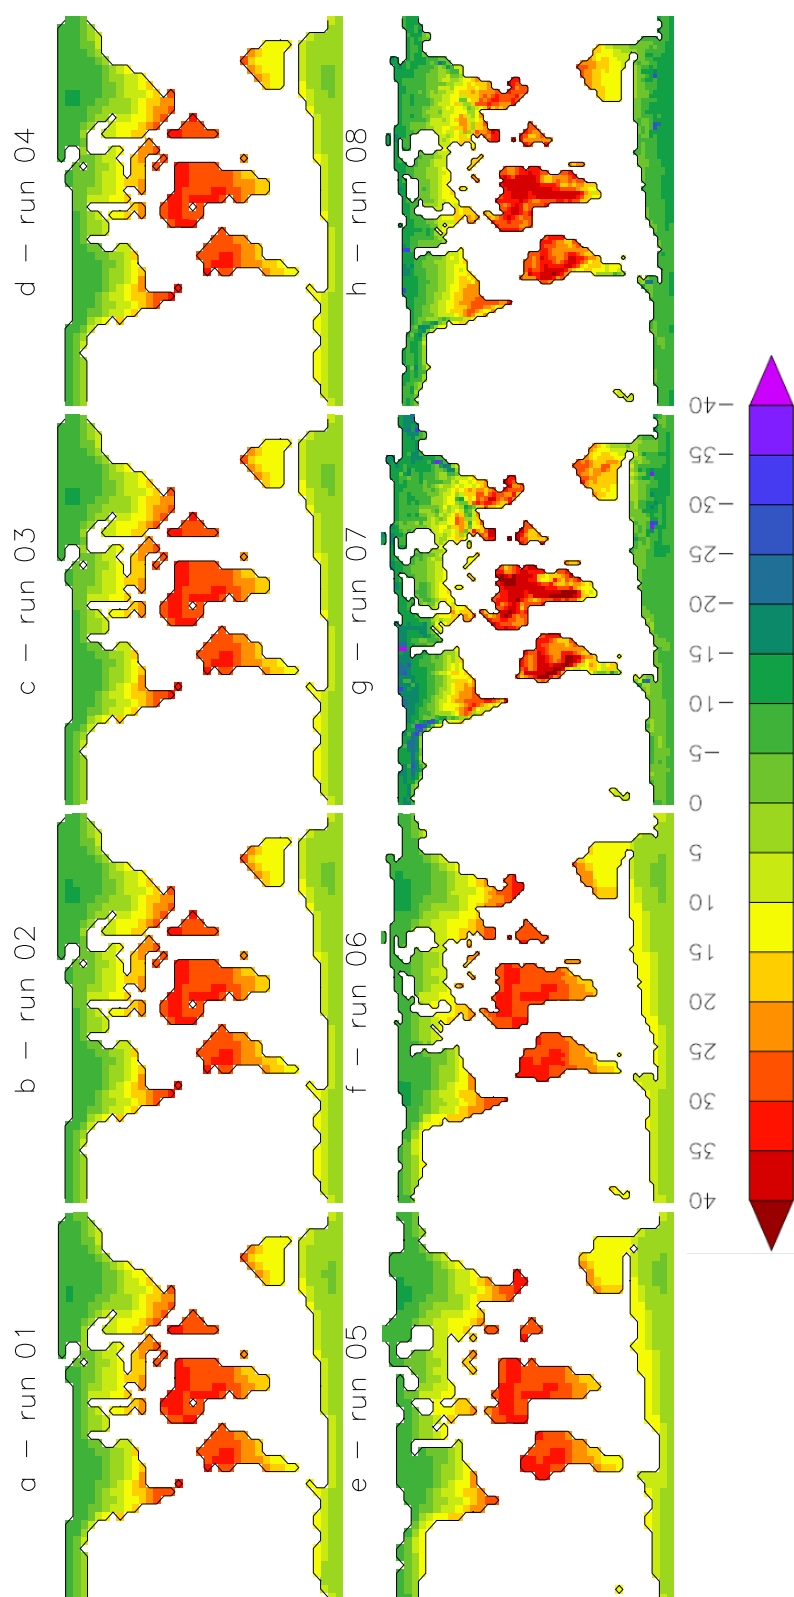 a – run 01
b – run 02
c – run 03
d – run 04
e – run 05
f – run 06
g – run 07
h – run 08
-40
-35
-30
-25
-20
-15
-10
-5
0
5
10
15
20
25
30
35
40